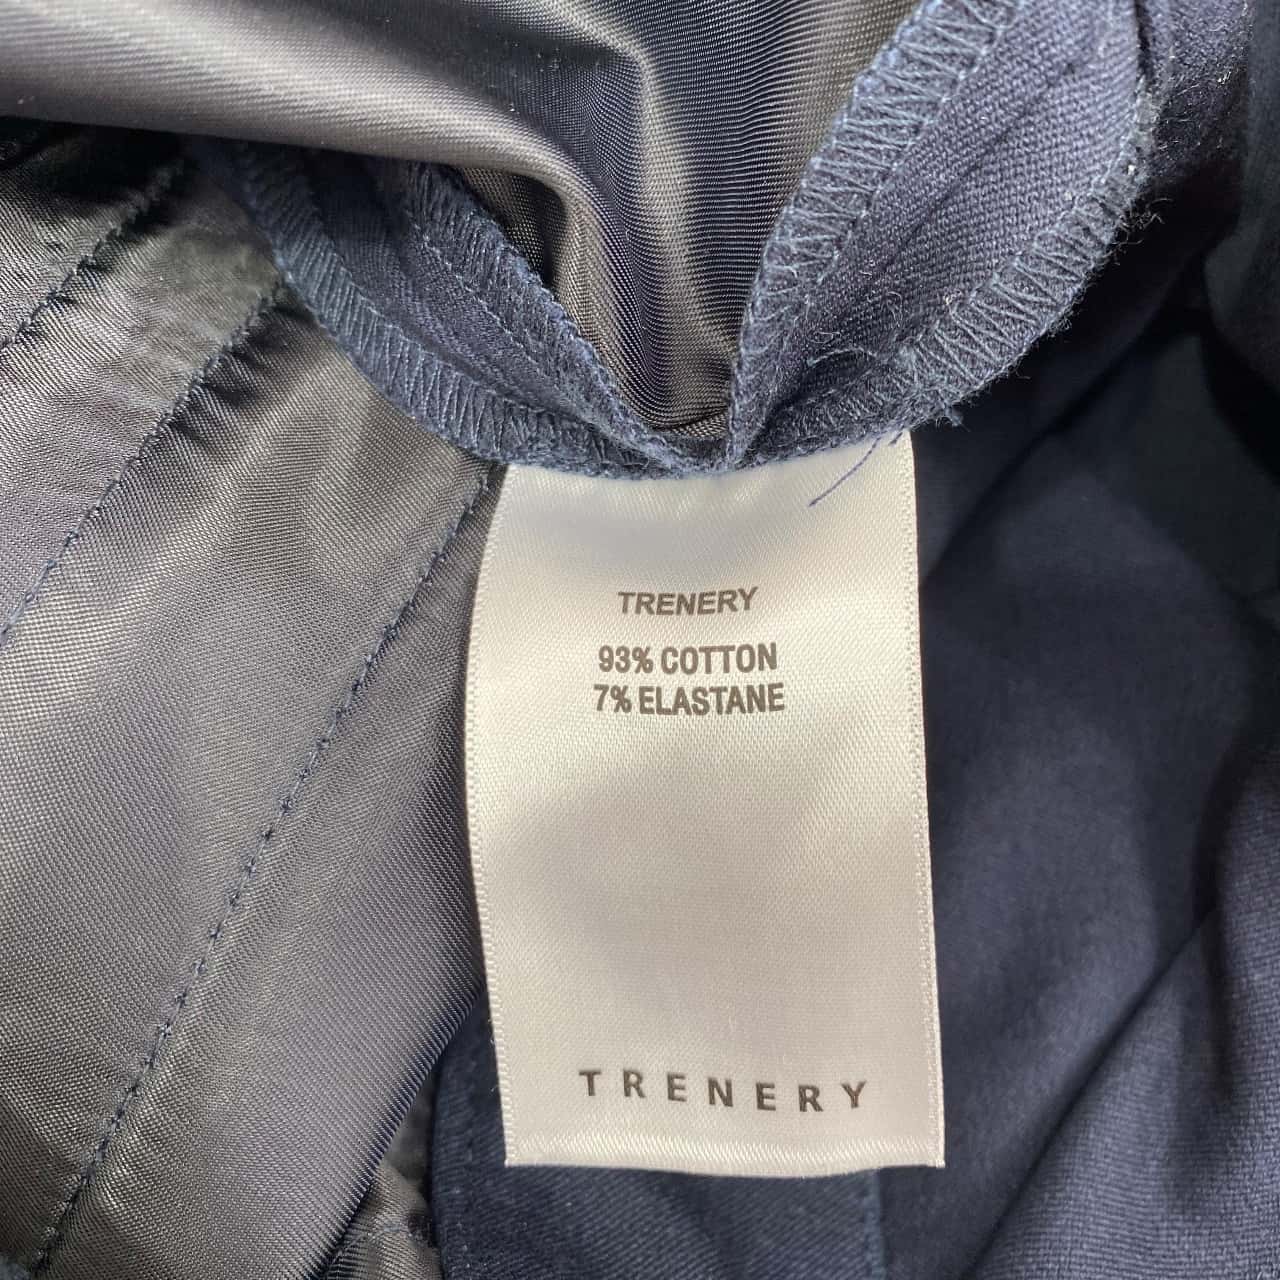 TRENERY
93% COTTON
7% ELASTANE
TRENERY